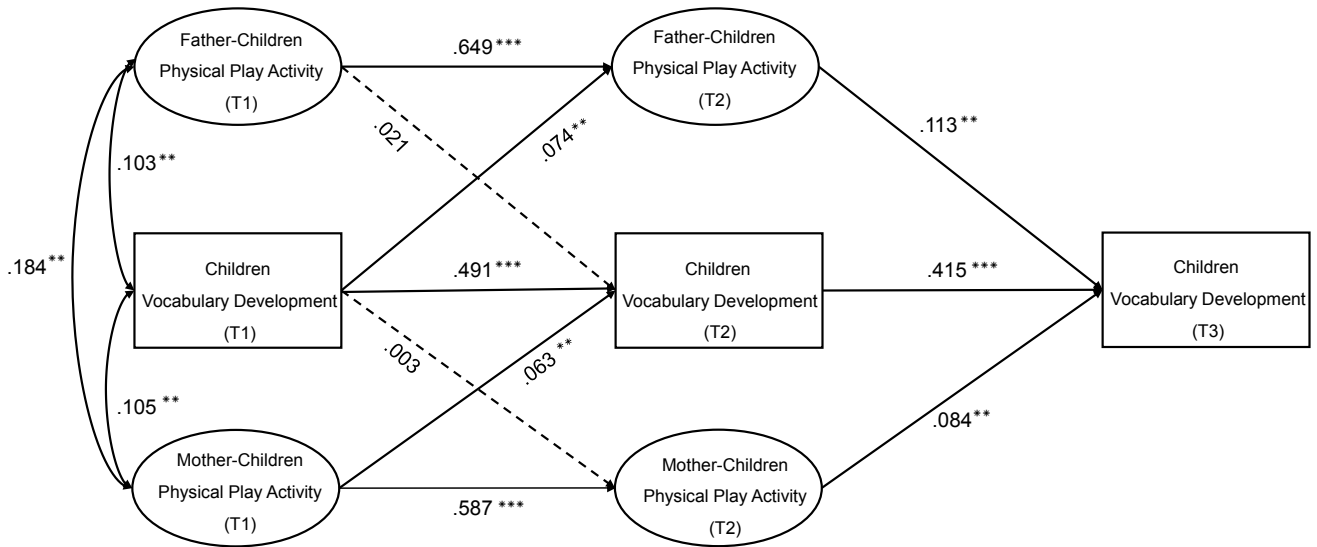 Father-Children
Physical Play Activity
(T1)
.649***
Father-Children
Physical Play Activity
(T2)
.103**
.021
.074**
.113**
.184**
Children
Vocabulary Development
(T1)
.491***
Children
Vocabulary Development
(T2)
.415***
Children
Vocabulary Development
(T3)
.105 **
.003
.063 **
.084**
Mother-Children
Physical Play Activity
(T1)
.587 ***
Mother-Children
Physical Play Activity
(T2)